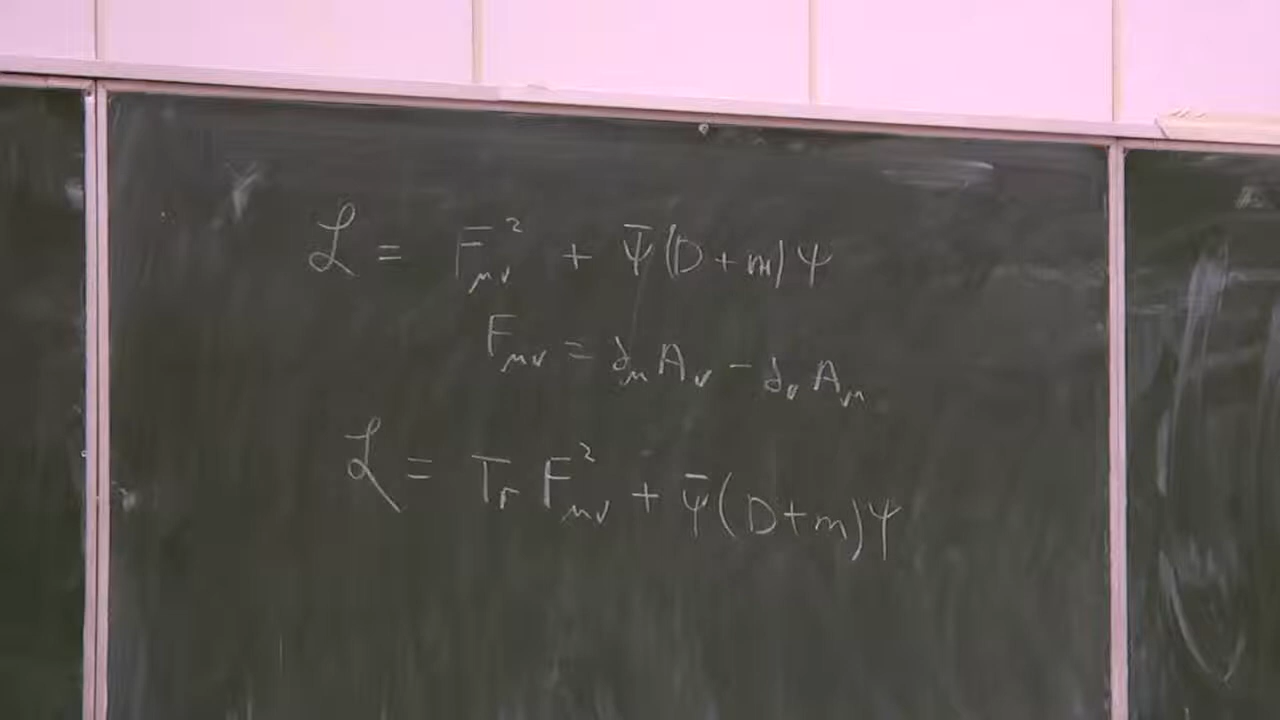 ℒ = F_μν² + ψ̄(D+m)ψ
F_μν = ∂_μ A_ν − ∂_ν A_μ
ℒ = Tr F_μν² + ψ̄(D+m)ψ